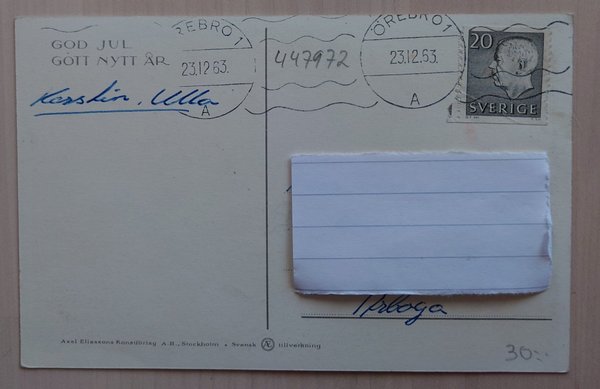 GOD JUL
GOTT NYTT ÅR
Kerstin, Ulla
ÖREBRO 1
23.12.63.
A
447972
ÖREBRO 1
23.12.63.
A
20
SVERIGE
Arboga
Axel Eliassons Konstförlag A.B., Stockholm • Svensk Æ tillverkning
30:-